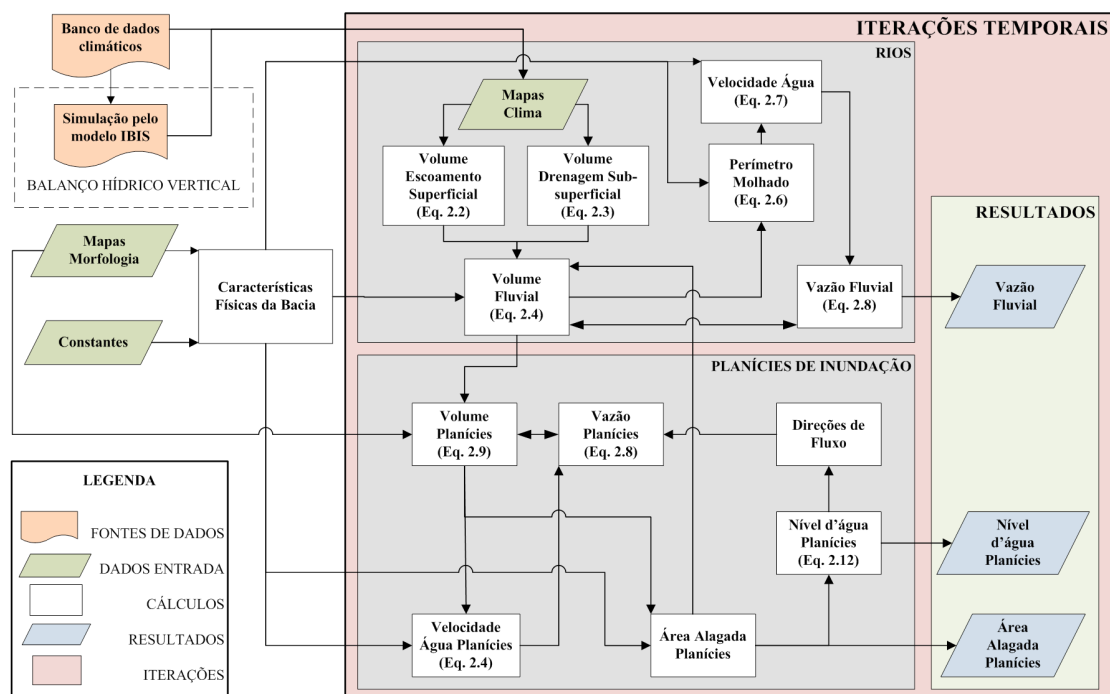 Banco de dados
climáticos
Simulação pelo
modelo IBIS
BALANÇO HÍDRICO VERTICAL
Mapas
Morfologia
Constantes
Características
Físicas da Bacia
ITERAÇÕES TEMPORAIS
RIOS
Mapas
Clima
Volume
Escoamento
Superficial
(Eq. 2.2)
Volume
Drenagem Sub-
superficial
(Eq. 2.3)
Velocidade Água
(Eq. 2.7)
Perímetro
Molhado
(Eq. 2.6)
Volume
Fluvial
(Eq. 2.4)
Vazão Fluvial
(Eq. 2.8)
PLANÍCIES DE INUNDAÇÃO
Volume
Planícies
(Eq. 2.9)
Vazão
Planícies
(Eq. 2.8)
Direções de
Fluxo
Nível d'água
Planícies
(Eq. 2.12)
Velocidade
Água Planícies
(Eq. 2.4)
Área Alagada
Planícies
RESULTADOS
Vazão
Fluvial
Nível
d'água
Planícies
Área
Alagada
Planícies
LEGENDA
FONTES DE DADOS
DADOS ENTRADA
CÁLCULOS
RESULTADOS
ITERAÇÕES